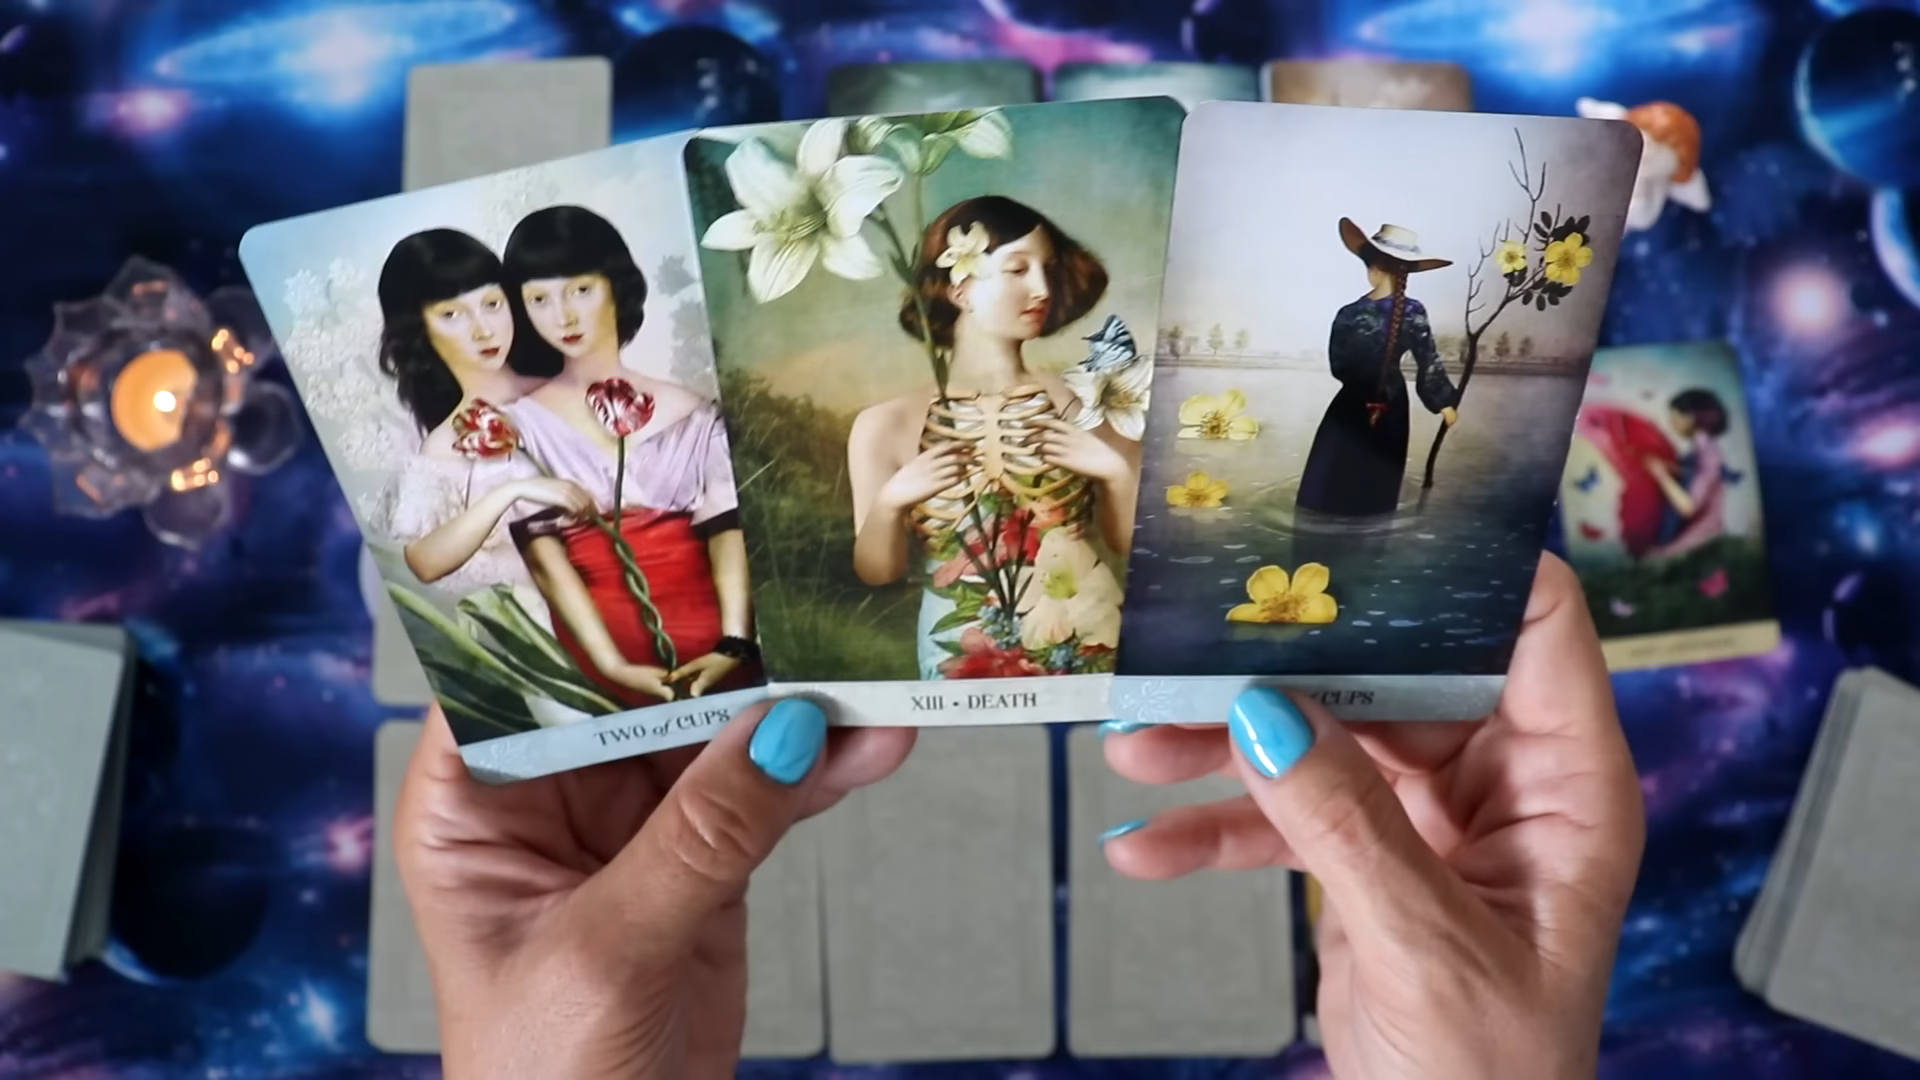 TWO of CUPS
XIII • DEATH
CUPS